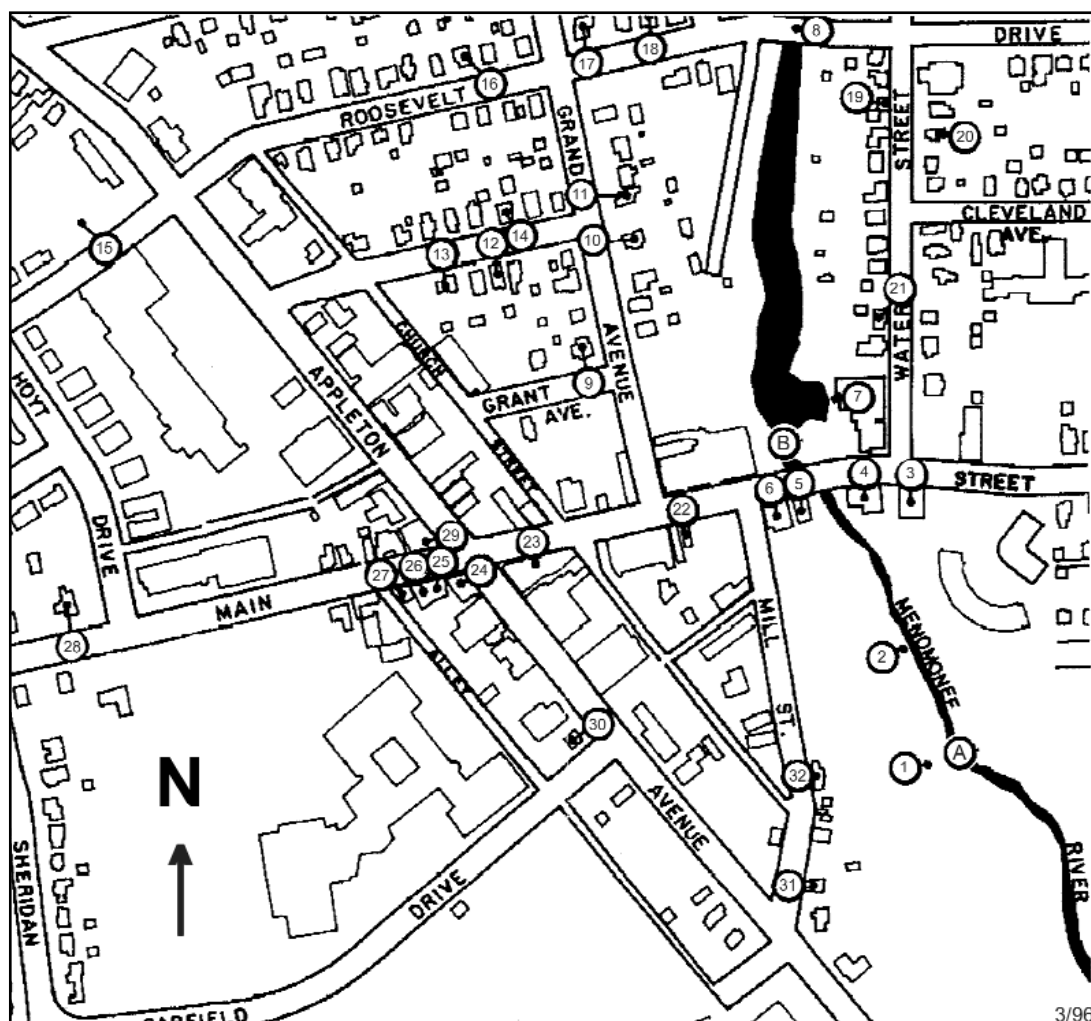 8
DRIVE
18
17
16
ROOSEVELT
19
STREET
20
GRAND
11
CLEVELAND
AVE.
15
14
12
13
10
21
WATER
CHURCH
AVENUE
HOYT
APPLETON
9
GRANT
AVE.
7
B
STREET
4
3
STREET
6
5
22
DRIVE
29
23
25
26
24
27
MAIN
MILL
MENOMONEE
28
2
ALLEY
ST.
30
A
1
32
N
AVENUE
SHERIDAN
RIVER
31
DRIVE
GARFIELD
3/96